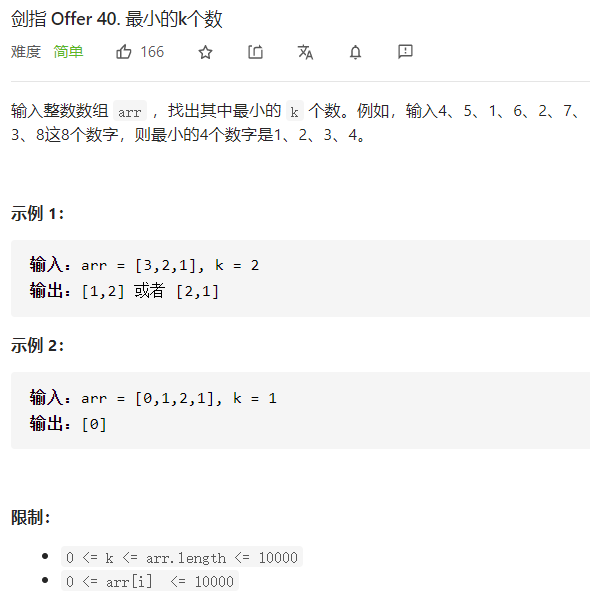 剑指 Offer 40. 最小的k个数
难度 简单 166
输入整数数组 arr ，找出其中最小的 k 个数。例如，输入4、5、1、6、2、7、
3、8这8个数字，则最小的4个数字是1、2、3、4。
示例 1：
输入：arr = [3,2,1], k = 2
输出：[1,2] 或者 [2,1]
示例 2：
输入：arr = [0,1,2,1], k = 1
输出：[0]
限制：
0 <= k <= arr.length <= 10000
0 <= arr[i] <= 10000